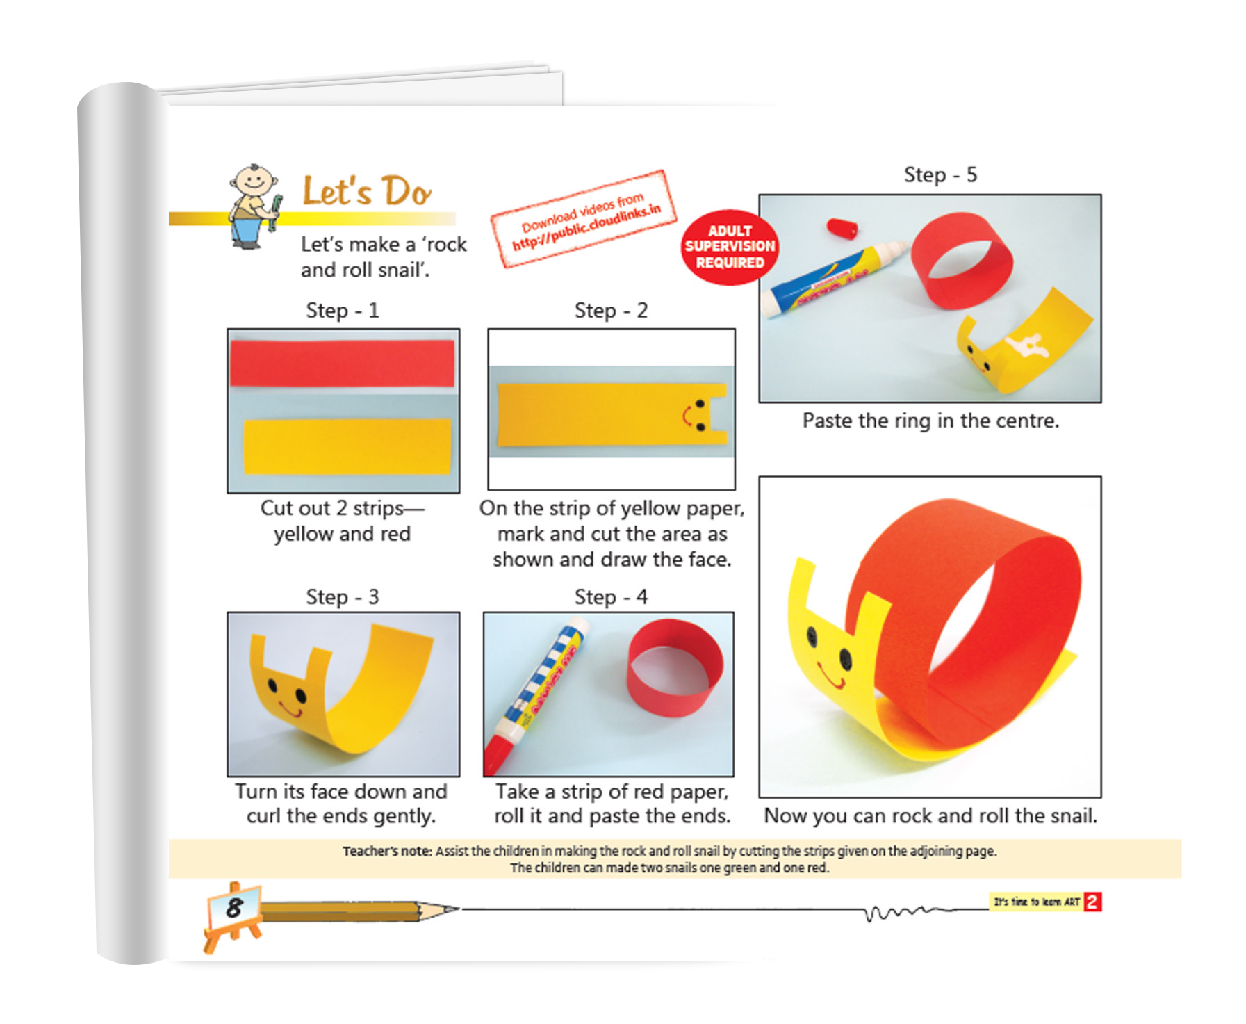 Let's Do
Let's make a 'rock
and roll snail'.
Download videos from
http://public.cloudlinks.in
ADULT
SUPERVISION
REQUIRED
Step - 1
Cut out 2 strips—
yellow and red
Step - 2
On the strip of yellow paper,
mark and cut the area as
shown and draw the face.
Step - 3
Turn its face down and
curl the ends gently.
Step - 4
Take a strip of red paper,
roll it and paste the ends.
Step - 5
Paste the ring in the centre.
Now you can rock and roll the snail.
Teacher's note: Assist the children in making the rock and roll snail by cutting the strips given on the adjoining page.
The children can made two snails one green and one red.
8
It's time to learn ART 2